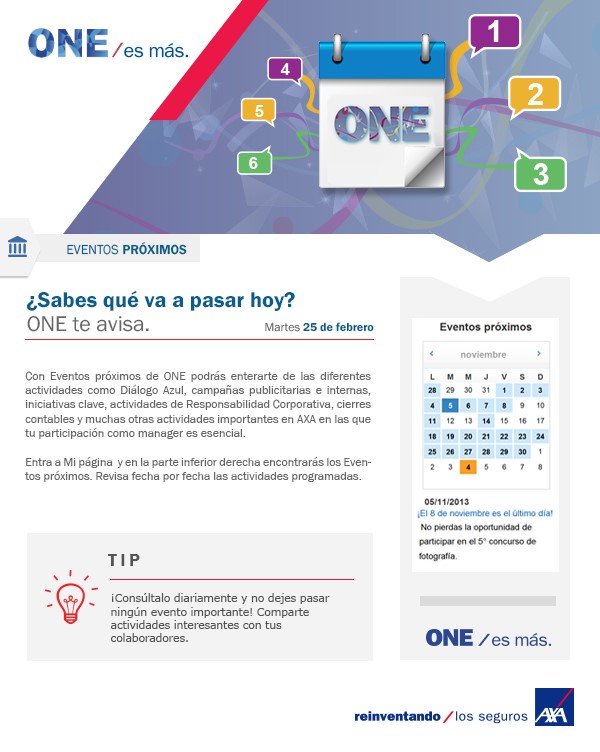 ONE / es más.
1
2
3
4
5
6
ONE
EVENTOS PRÓXIMOS
¿Sabes qué va a pasar hoy?
ONE te avisa.
Martes 25 de febrero
Con Eventos próximos de ONE podrás enterarte de las diferentes
actividades como Diálogo Azul, campañas publicitarias e internas,
iniciativas clave, actividades de Responsabilidad Corporativa, cierres
contables y muchas otras actividades importantes en AXA en las que
tu participación como manager es esencial.
Entra a Mi página y en la parte inferior derecha encontrarás los Even-
tos próximos. Revisa fecha por fecha las actividades programadas.
TIP
¡Consúltalo diariamente y no dejes pasar
ningún evento importante! Comparte
actividades interesantes con tus
colaboradores.
Eventos próximos
‹ noviembre ›
L M M J V S D
28 29 30 31 1 2 3
4 5 6 7 8 9 10
11 12 13 14 15 16 17
18 19 20 21 22 23 24
25 26 27 28 29 30 1
2 3 4 5 6 7 8
05/11/2013
¡El 8 de noviembre es el último día!
No pierdas la oportunidad de
participar en el 5° concurso de
fotografía.
ONE / es más.
reinventando / los seguros
AXA